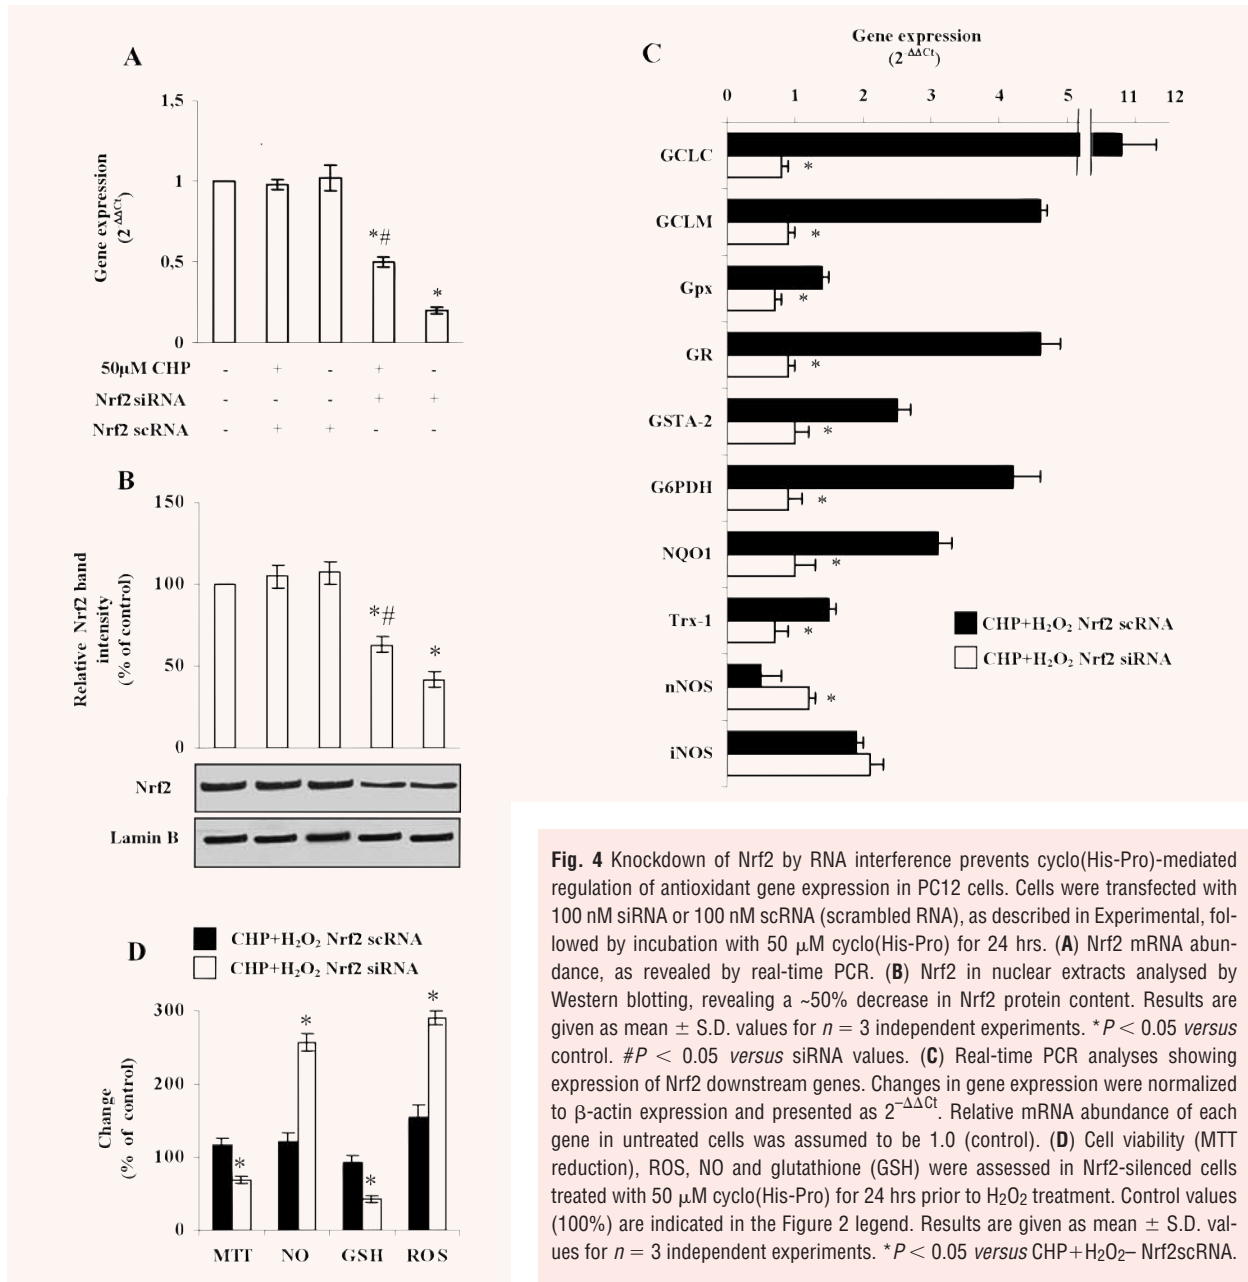 A
1,5
1
0,5
0
Gene expression
(2^-ΔΔCt)
* #
*
50μM CHP - + - + -
Nrf2 siRNA - - - + +
Nrf2 scRNA - + + - -
B
150
100
50
0
Relative Nrf2 band
intensity
(% of control)
*#
*
Nrf2
Lamin B
C
Gene expression
(2^-ΔΔCt)
0 1 2 3 4 5 11 12
GCLC *
GCLM *
Gpx *
GR *
GSTA-2 *
G6PDH *
NQO1 *
Trx-1 *
nNOS *
iNOS
CHP+H₂O₂ Nrf2 scRNA
CHP+H₂O₂ Nrf2 siRNA
D
CHP+H₂O₂ Nrf2 scRNA
CHP+H₂O₂ Nrf2 siRNA
300
200
100
0
Change
(% of control)
* * * *
MTT NO GSH ROS
Fig. 4 Knockdown of Nrf2 by RNA interference prevents cyclo(His-Pro)-mediated
regulation of antioxidant gene expression in PC12 cells. Cells were transfected with
100 nM siRNA or 100 nM scRNA (scrambled RNA), as described in Experimental, fol-
lowed by incubation with 50 μM cyclo(His-Pro) for 24 hrs. (A) Nrf2 mRNA abun-
dance, as revealed by real-time PCR. (B) Nrf2 in nuclear extracts analysed by
Western blotting, revealing a ~50% decrease in Nrf2 protein content. Results are
given as mean ± S.D. values for n = 3 independent experiments. *P < 0.05 versus
control. #P < 0.05 versus siRNA values. (C) Real-time PCR analyses showing
expression of Nrf2 downstream genes. Changes in gene expression were normalized
to β-actin expression and presented as 2^−ΔΔCt. Relative mRNA abundance of each
gene in untreated cells was assumed to be 1.0 (control). (D) Cell viability (MTT
reduction), ROS, NO and glutathione (GSH) were assessed in Nrf2-silenced cells
treated with 50 μM cyclo(His-Pro) for 24 hrs prior to H₂O₂ treatment. Control values
(100%) are indicated in the Figure 2 legend. Results are given as mean ± S.D. val-
ues for n = 3 independent experiments. *P < 0.05 versus CHP+H₂O₂– Nrf2scRNA.